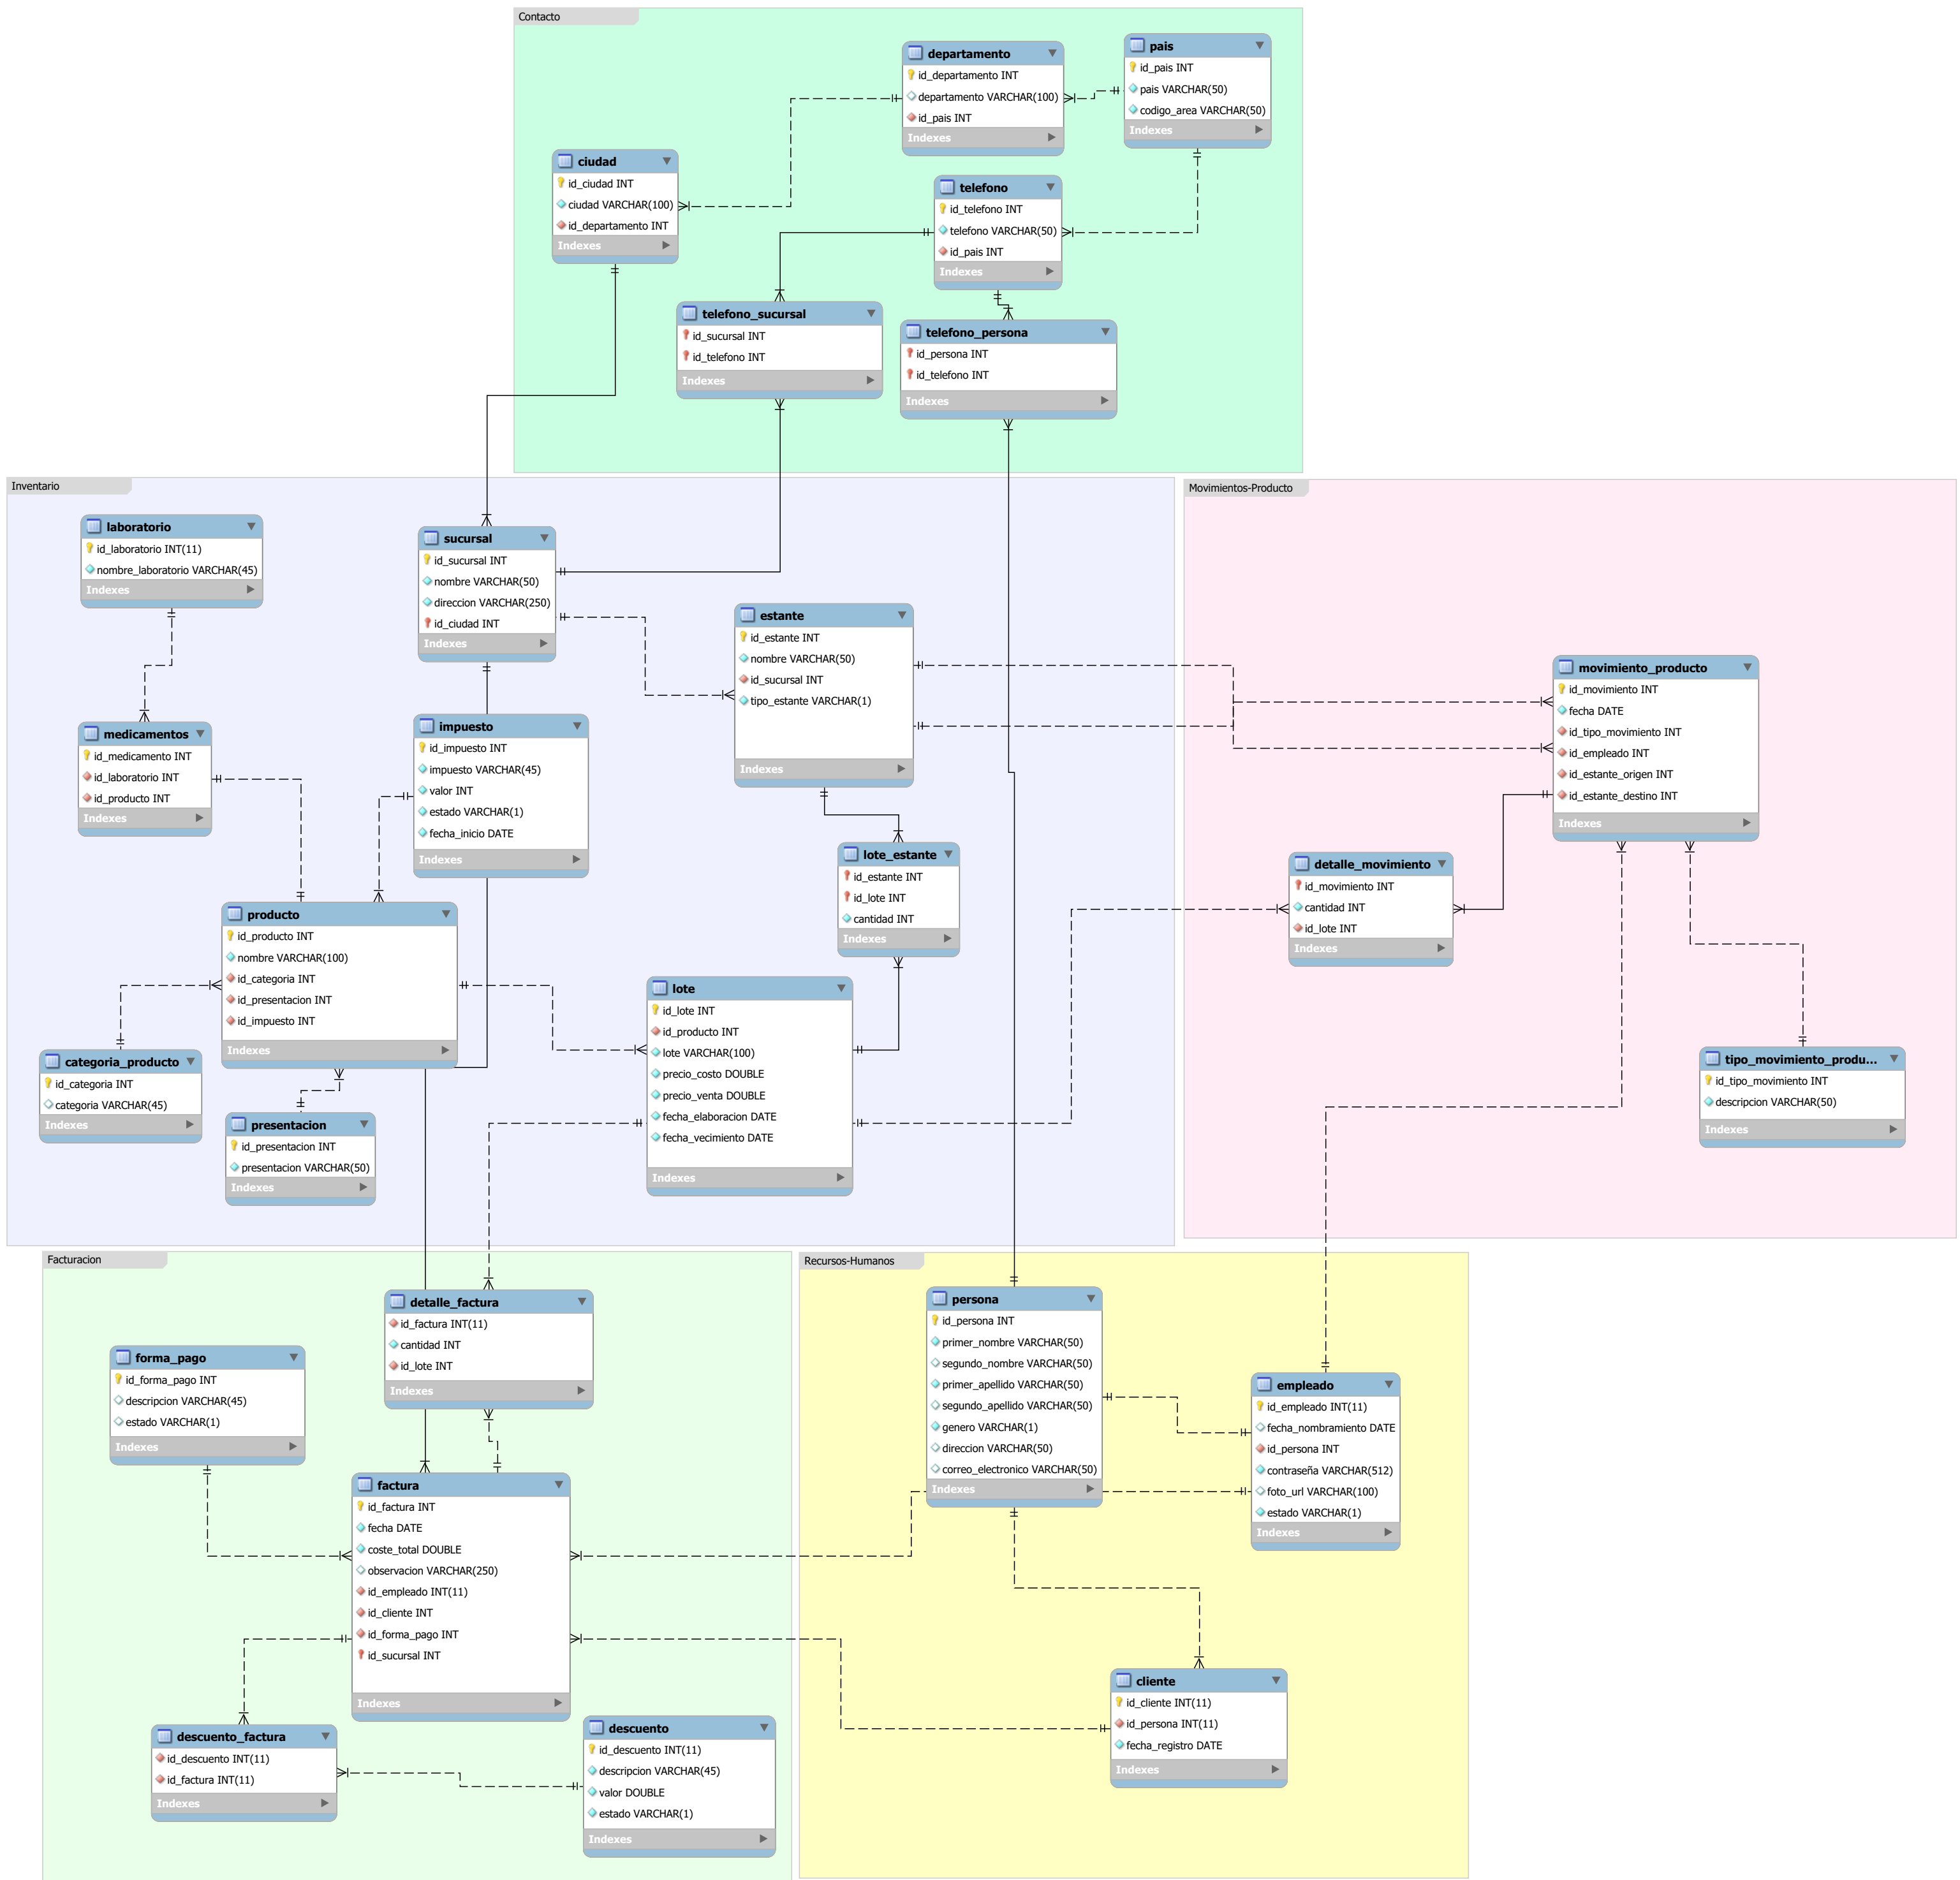 Contacto
departamento
id_departamento INT
departamento VARCHAR(100)
id_pais INT
Indexes
pais
id_pais INT
pais VARCHAR(50)
codigo_area VARCHAR(50)
Indexes
ciudad
id_ciudad INT
ciudad VARCHAR(100)
id_departamento INT
Indexes
telefono
id_telefono INT
telefono VARCHAR(50)
id_pais INT
Indexes
telefono_sucursal
id_sucursal INT
id_telefono INT
Indexes
telefono_persona
id_persona INT
id_telefono INT
Indexes
Inventario
laboratorio
id_laboratorio INT(11)
nombre_laboratorio VARCHAR(45)
Indexes
sucursal
id_sucursal INT
nombre VARCHAR(50)
direccion VARCHAR(250)
id_ciudad INT
Indexes
estante
id_estante INT
nombre VARCHAR(50)
id_sucursal INT
tipo_estante VARCHAR(1)
Indexes
medicamentos
id_medicamento INT
id_laboratorio INT
id_producto INT
Indexes
impuesto
id_impuesto INT
impuesto VARCHAR(45)
valor INT
estado VARCHAR(1)
fecha_inicio DATE
Indexes
lote_estante
id_estante INT
id_lote INT
cantidad INT
Indexes
producto
id_producto INT
nombre VARCHAR(100)
id_categoria INT
id_presentacion INT
id_impuesto INT
Indexes
lote
id_lote INT
id_producto INT
lote VARCHAR(100)
precio_costo DOUBLE
precio_venta DOUBLE
fecha_elaboracion DATE
fecha_vecimiento DATE
Indexes
categoria_producto
id_categoria INT
categoria VARCHAR(45)
Indexes
presentacion
id_presentacion INT
presentacion VARCHAR(50)
Indexes
Movimientos-Producto
movimiento_producto
id_movimiento INT
fecha DATE
id_tipo_movimiento INT
id_empleado INT
id_estante_origen INT
id_estante_destino INT
Indexes
detalle_movimiento
id_movimiento INT
cantidad INT
id_lote INT
Indexes
tipo_movimiento_produ...
id_tipo_movimiento INT
descripcion VARCHAR(50)
Indexes
Facturacion
detalle_factura
id_factura INT(11)
cantidad INT
id_lote INT
Indexes
forma_pago
id_forma_pago INT
descripcion VARCHAR(45)
estado VARCHAR(1)
Indexes
factura
id_factura INT
fecha DATE
coste_total DOUBLE
observacion VARCHAR(250)
id_empleado INT(11)
id_cliente INT
id_forma_pago INT
id_sucursal INT
Indexes
descuento_factura
id_descuento INT(11)
id_factura INT(11)
Indexes
descuento
id_descuento INT(11)
descripcion VARCHAR(45)
valor DOUBLE
estado VARCHAR(1)
Indexes
Recursos-Humanos
persona
id_persona INT
primer_nombre VARCHAR(50)
segundo_nombre VARCHAR(50)
primer_apellido VARCHAR(50)
segundo_apellido VARCHAR(50)
genero VARCHAR(1)
direccion VARCHAR(50)
correo_electronico VARCHAR(50)
Indexes
empleado
id_empleado INT(11)
fecha_nombramiento DATE
id_persona INT
contraseña VARCHAR(512)
foto_url VARCHAR(100)
estado VARCHAR(1)
Indexes
cliente
id_cliente INT(11)
id_persona INT(11)
fecha_registro DATE
Indexes